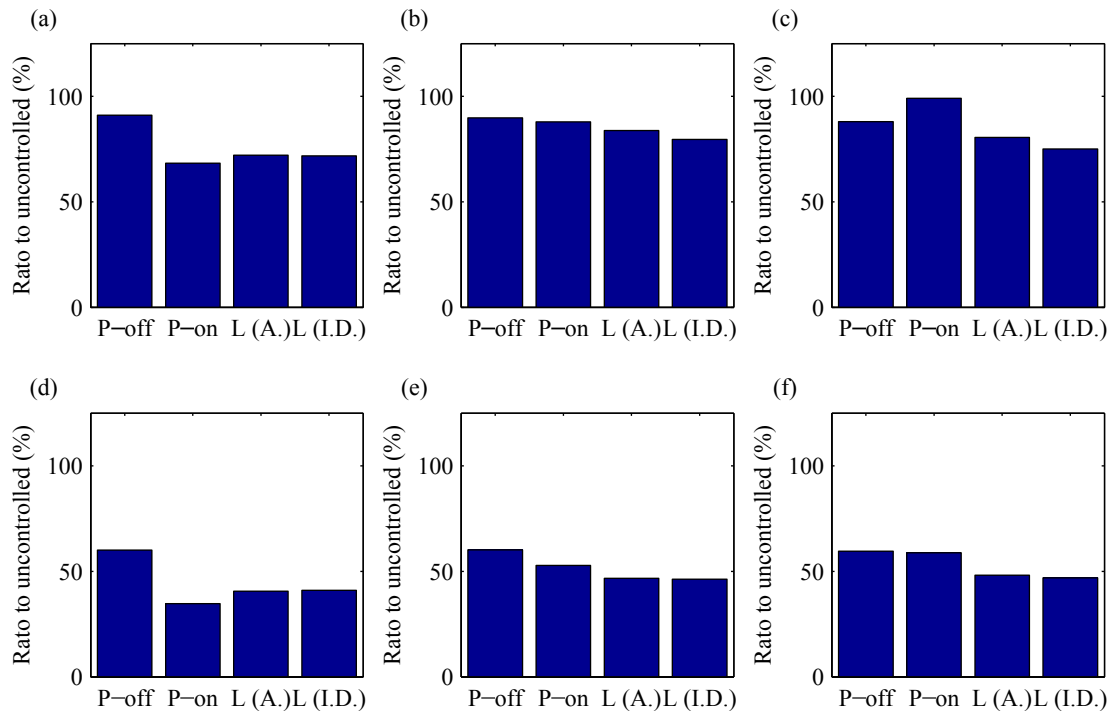 (a)
Rato to uncontrolled (%)
100
50
0
P−off P−on L (A.) L (I.D.)
(b)
Rato to uncontrolled (%)
100
50
0
P−off P−on L (A.) L (I.D.)
(c)
Rato to uncontrolled (%)
100
50
0
P−off P−on L (A.) L (I.D.)
(d)
Rato to uncontrolled (%)
100
50
0
P−off P−on L (A.) L (I.D.)
(e)
Rato to uncontrolled (%)
100
50
0
P−off P−on L (A.) L (I.D.)
(f)
Rato to uncontrolled (%)
100
50
0
P−off P−on L (A.) L (I.D.)